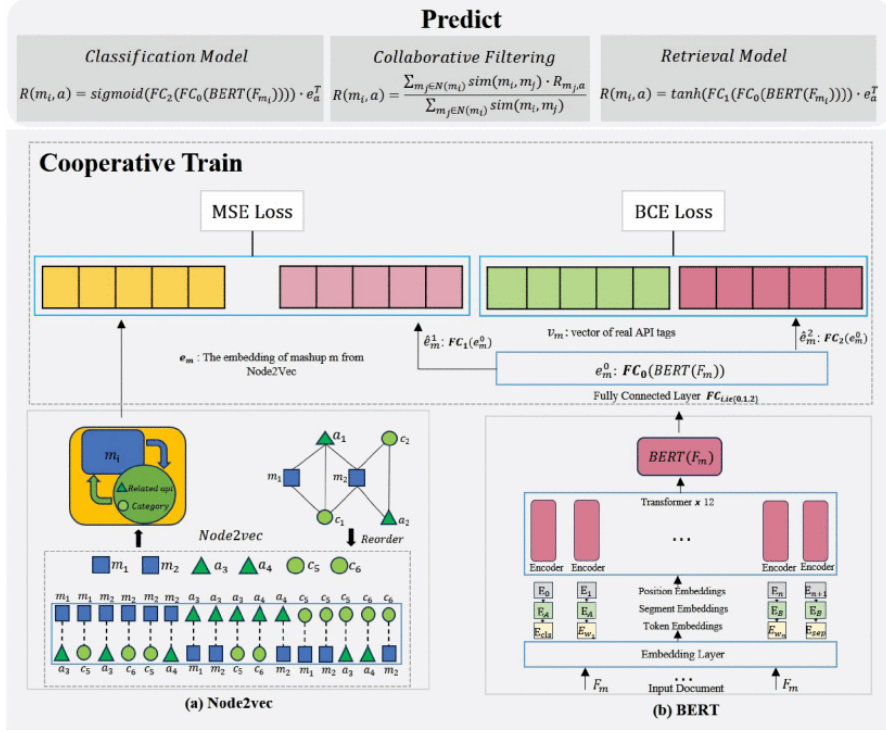 Predict
Classification Model
R(m_i, a) = sigmoid(FC_2(FC_0(BERT(F_{m_i})))) · e_a^T
Collaborative Filtering
R(m_i, a) = \frac{∑_{m_j∈N(m_i)} sim(m_i, m_j) · R_{m_j,a}}{∑_{m_j∈N(m_i)} sim(m_i, m_j)}
Retrieval Model
R(m_i, a) = tanh(FC_1(FC_0(BERT(F_{m_i})))) · e_a^T
Cooperative Train
MSE Loss
BCE Loss
e_m : The embedding of mashup m from
Node2Vec
ê_m^1: FC_1(e_m^0)
v_m: vector of real API tags
ê_m^2: FC_2(e_m^0)
e_m^0: FC_0(BERT(F_m))
Fully Connected Layer FC_{i,i∈(0,1,2)}
m_i
Related api
Category
a_1 c_2
m_1 m_2
c_1 a_2
Node2vec
Reorder
m_1 m_2 a_3 a_4 c_5 c_6
m_1 m_1 m_2 m_2 m_2 m_2 a_3 a_3 a_3 a_4 a_4 c_5 c_5 c_5 c_6 c_6
a_3 c_5 a_3 c_6 c_5 a_4 m_1 m_2 c_5 c_6 m_2 m_1 m_2 a_3 a_4 m_2
(a) Node2vec
BERT(F_m)
Transformer x 12
...
Encoder Encoder Encoder Encoder
E_0 E_1 Position Embeddings E_n E_{n+1}
E_A E_A Segment Embeddings E_B E_B
E_{cls} E_{w_1} Token Embeddings E_{w_n} E_{sep}
Embedding Layer
F_m ... F_m
Input Document
(b) BERT